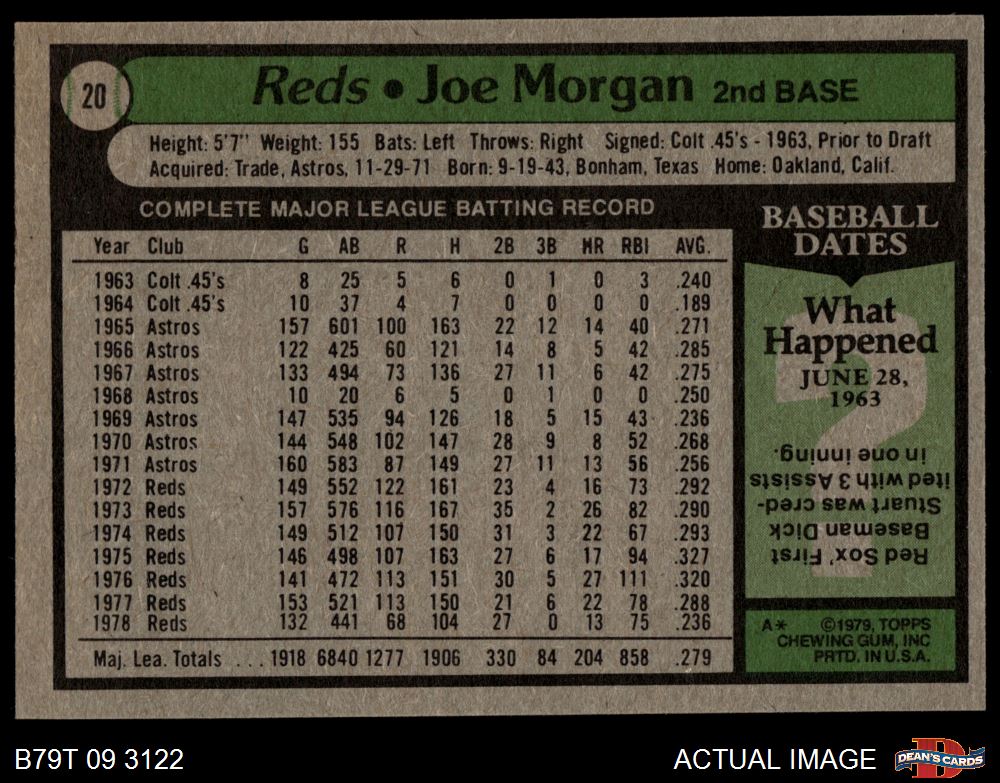 20
Reds • Joe Morgan 2nd BASE
Height: 5'7" Weight: 155 Bats: Left Throws: Right Signed: Colt .45's - 1963, Prior to Draft
Acquired: Trade, Astros, 11-29-71 Born: 9-19-43, Bonham, Texas Home: Oakland, Calif.
COMPLETE MAJOR LEAGUE BATTING RECORD
Year Club G AB R H 2B 3B HR RBI AVG.
1963 Colt .45's 8 25 5 6 0 1 0 3 .240
1964 Colt .45's 10 37 4 7 0 0 0 0 .189
1965 Astros 157 601 100 163 22 12 14 40 .271
1966 Astros 122 425 60 121 14 8 5 42 .285
1967 Astros 133 494 73 136 27 11 6 42 .275
1968 Astros 10 20 6 5 0 1 0 0 .250
1969 Astros 147 535 94 126 18 5 15 43 .236
1970 Astros 144 548 102 147 28 9 8 52 .268
1971 Astros 160 583 87 149 27 11 13 56 .256
1972 Reds 149 552 122 161 23 4 16 73 .292
1973 Reds 157 576 116 167 35 2 26 82 .290
1974 Reds 149 512 107 150 31 3 22 67 .293
1975 Reds 146 498 107 163 27 6 17 94 .327
1976 Reds 141 472 113 151 30 5 27 111 .320
1977 Reds 153 521 113 150 21 6 22 78 .288
1978 Reds 132 441 68 104 27 0 13 75 .236
Maj. Lea. Totals ... 1918 6840 1277 1906 330 84 204 858 .279
BASEBALL
DATES
What
Happened
JUNE 28,
1963
Red Sox' First
Baseman Dick
Stuart was cred-
ited with 3 Assists
in one inning.
A* ©1979, TOPPS
CHEWING GUM, INC
PRTD. IN U.S.A.
B79T 09 3122
ACTUAL IMAGE
DEAN'S CARDS